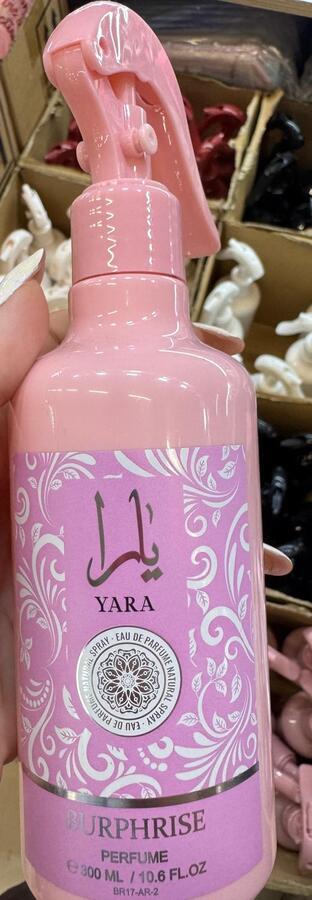 يارا
YARA
EAU DE PARFUME NATURAL SPRAY · EAU DE PARFUME NATURAL SPRAY ·
BURPHRISE
PERFUME
℮ 300 ML / 10.6 FL.OZ
BR17-AR-2